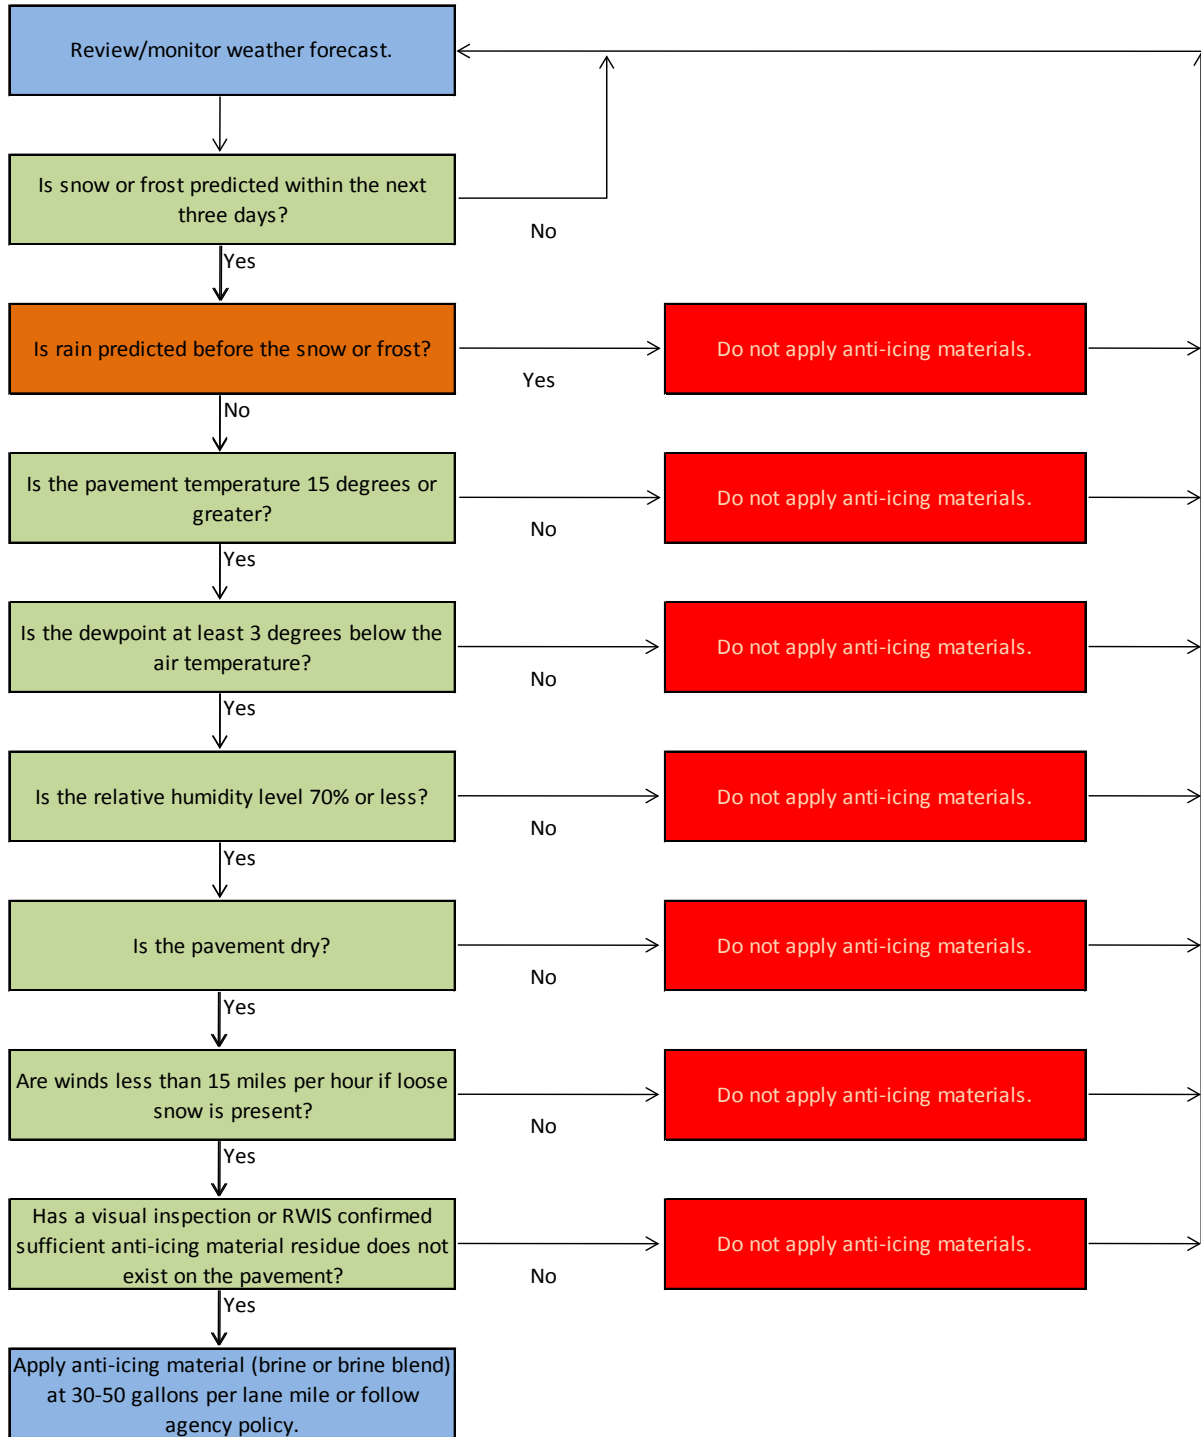 Review/monitor weather forecast.
Is snow or frost predicted within the next
three days?
No
Yes
Is rain predicted before the snow or frost?
Do not apply anti-icing materials.
Yes
No
Is the pavement temperature 15 degrees or
greater?
Do not apply anti-icing materials.
No
Yes
Is the dewpoint at least 3 degrees below the
air temperature?
Do not apply anti-icing materials.
No
Yes
Is the relative humidity level 70% or less?
Do not apply anti-icing materials.
No
Yes
Is the pavement dry?
Do not apply anti-icing materials.
No
Yes
Are winds less than 15 miles per hour if loose
snow is present?
Do not apply anti-icing materials.
No
Yes
Has a visual inspection or RWIS confirmed
sufficient anti-icing material residue does not
exist on the pavement?
Do not apply anti-icing materials.
No
Yes
Apply anti-icing material (brine or brine blend)
at 30-50 gallons per lane mile or follow
agency policy.